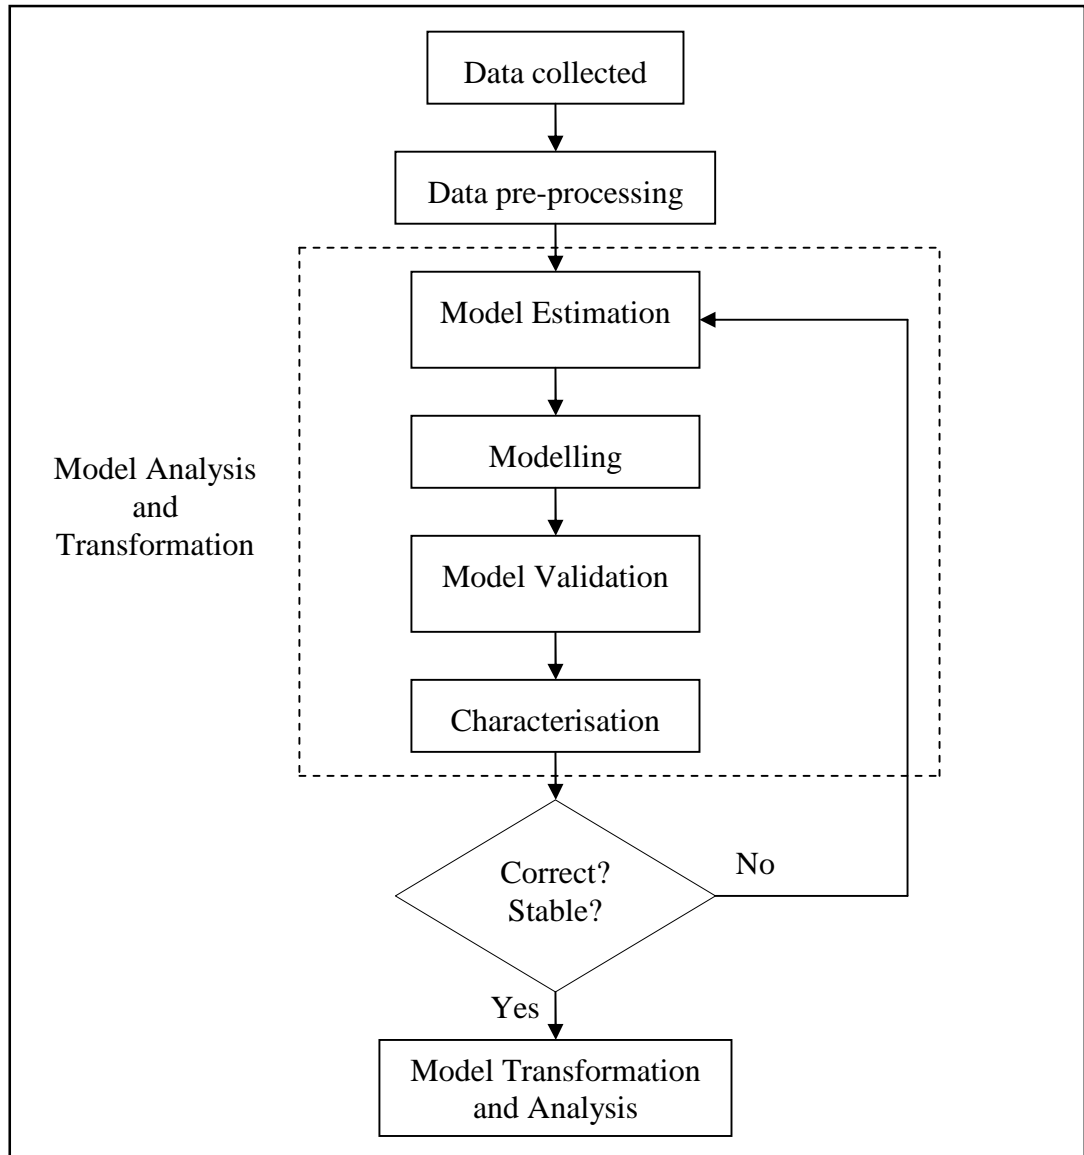 Data collected
Data pre-processing
Model Estimation
Modelling
Model Analysis
and
Transformation
Model Validation
Characterisation
Correct?
Stable?
No
Yes
Model Transformation
and Analysis